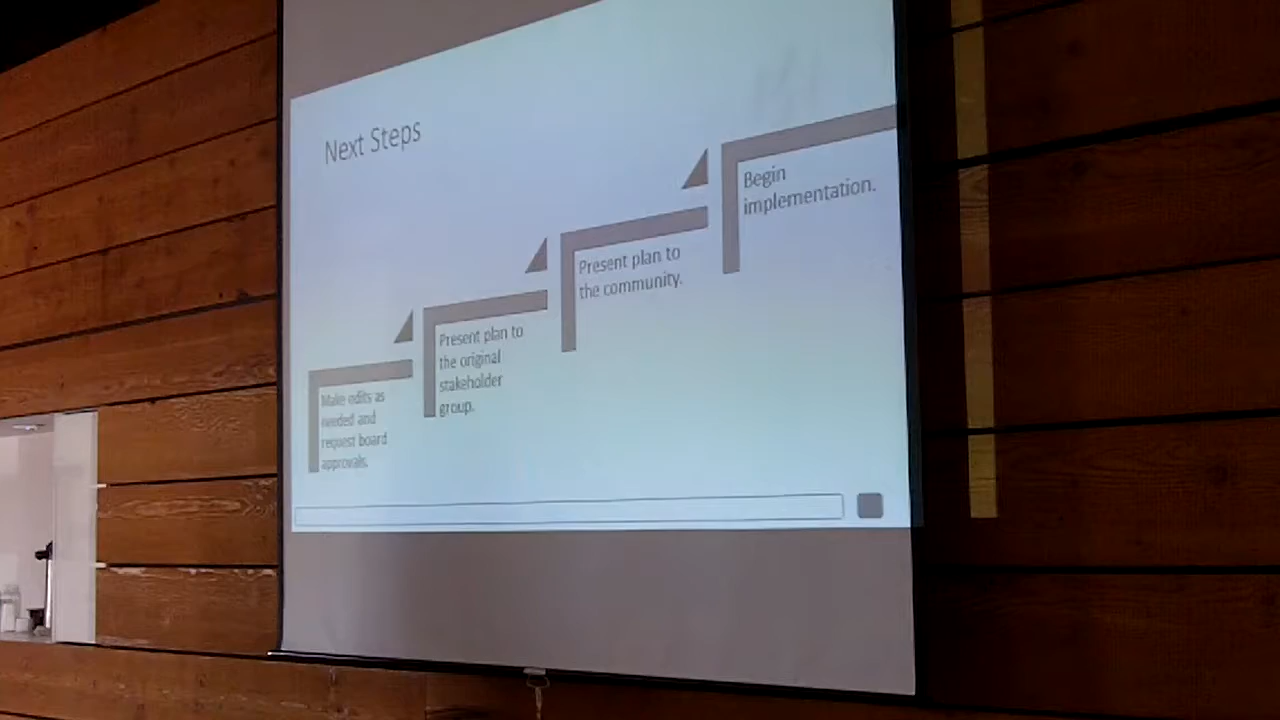 Next Steps
Make edits as
needed and
request board
approvals.
Present plan to
the original
stakeholder
group.
Present plan to
the community.
Begin
implementation.